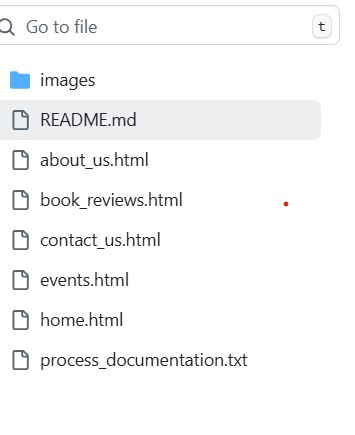 Go to file t
images
README.md
about_us.html
book_reviews.html
contact_us.html
events.html
home.html
process_documentation.txt